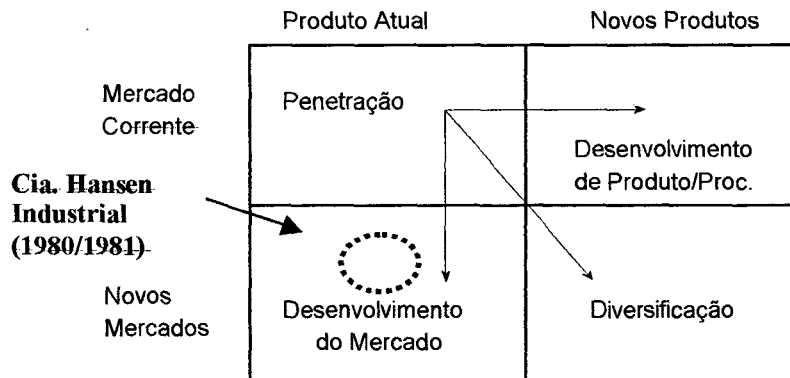 Produto Atual
Novos Produtos
Mercado
Corrente
Penetração
Desenvolvimento
de Produto/Proc.
Cia. Hansen
Industrial
(1980/1981)
Novos
Mercados
Desenvolvimento
do Mercado
Diversificação